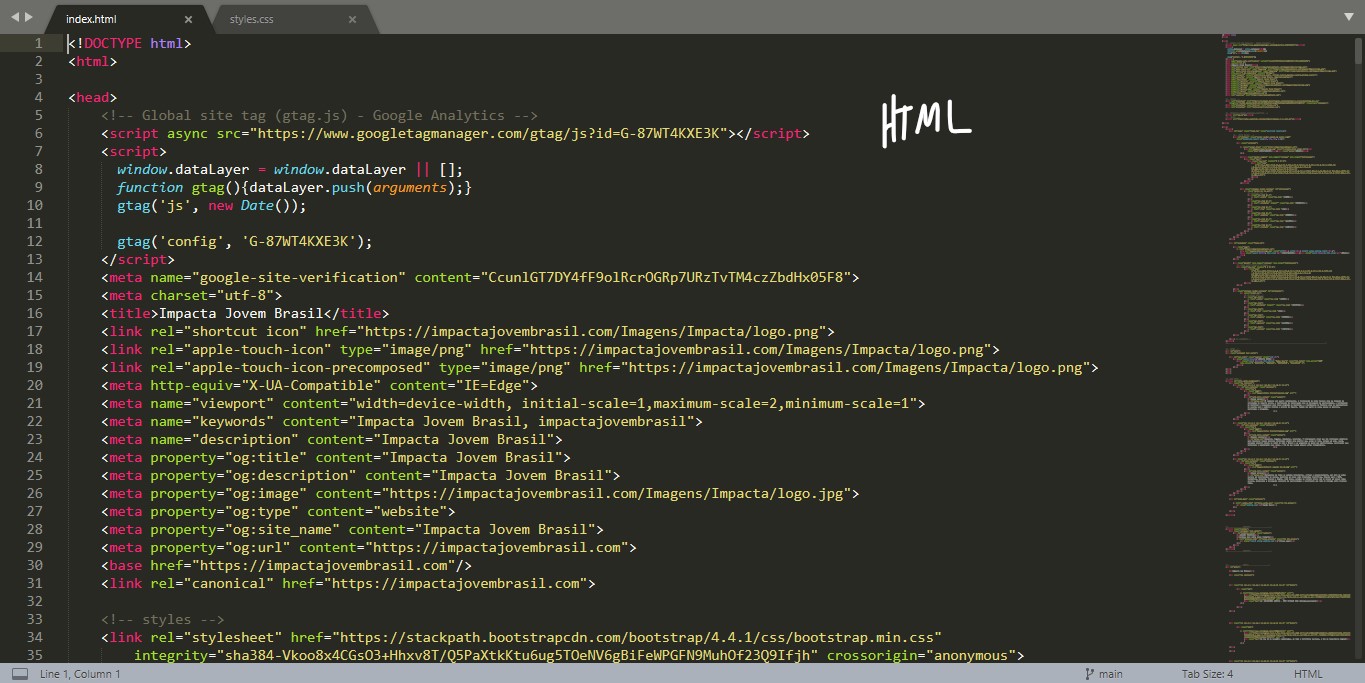 index.html × styles.css ×
1 <!DOCTYPE html>
2 <html>
3
4 <head>
5 <!-- Global site tag (gtag.js) - Google Analytics -->
HTML
6 <script async src="https://www.googletagmanager.com/gtag/js?id=G-87WT4KXE3K"></script>
7 <script>
8 window.dataLayer = window.dataLayer || [];
9 function gtag(){dataLayer.push(arguments);}
10 gtag('js', new Date());
11
12 gtag('config', 'G-87WT4KXE3K');
13 </script>
14 <meta name="google-site-verification" content="CcunlGT7DY4fF9olRcrOGRp7URzTvTM4czZbdHx05F8">
15 <meta charset="utf-8">
16 <title>Impacta Jovem Brasil</title>
17 <link rel="shortcut icon" href="https://impactajovembrasil.com/Imagens/Impacta/logo.png">
18 <link rel="apple-touch-icon" type="image/png" href="https://impactajovembrasil.com/Imagens/Impacta/logo.png">
19 <link rel="apple-touch-icon-precomposed" type="image/png" href="https://impactajovembrasil.com/Imagens/Impacta/logo.png">
20 <meta http-equiv="X-UA-Compatible" content="IE=Edge">
21 <meta name="viewport" content="width=device-width, initial-scale=1,maximum-scale=2,minimum-scale=1">
22 <meta name="keywords" content="Impacta Jovem Brasil, impactajovembrasil">
23 <meta name="description" content="Impacta Jovem Brasil">
24 <meta property="og:title" content="Impacta Jovem Brasil">
25 <meta property="og:description" content="Impacta Jovem Brasil">
26 <meta property="og:image" content="https://impactajovembrasil.com/Imagens/Impacta/logo.jpg">
27 <meta property="og:type" content="website">
28 <meta property="og:site_name" content="Impacta Jovem Brasil">
29 <meta property="og:url" content="https://impactajovembrasil.com">
30 <base href="https://impactajovembrasil.com"/>
31 <link rel="canonical" href="https://impactajovembrasil.com">
32
33 <!-- styles -->
34 <link rel="stylesheet" href="https://stackpath.bootstrapcdn.com/bootstrap/4.4.1/css/bootstrap.min.css"
35 integrity="sha384-Vkoo8x4CGsO3+Hhxv8T/Q5PaXtkKtu6ug5TOeNV6gBiFeWPGFN9MuhOf23Q9Ifjh" crossorigin="anonymous">
Line 1, Column 1 main Tab Size: 4 HTML